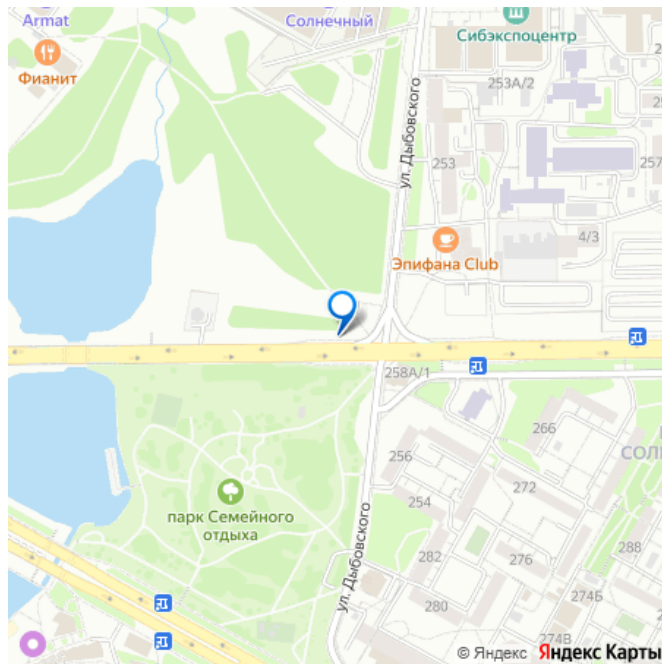 Armat
Солнечный
Сибэкспоцентр
Фианит
253А/2
ул. Дыбовского
253
257
4/3
Эпифана Club
258А/1
266
СОЛ
256
272
254
парк Семейного
отдыха
282
276
288
ул. Дыбовского
280
274Б
274В
© Яндекс Яндекс Карты